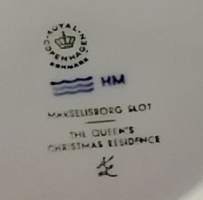 ROYAL COPENHAGEN
DENMARK
HM
MARSELISBORG SLOT
THE QUEEN'S
CHRISTMAS RESIDENCE